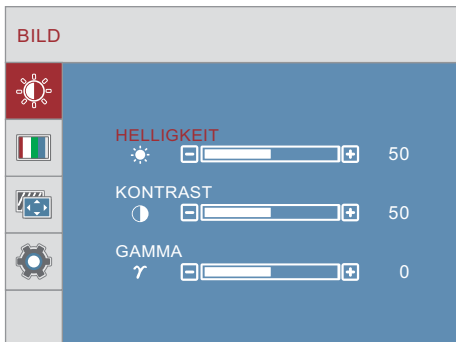 BILD
HELLIGKEIT
50
KONTRAST
50
GAMMA
γ 0